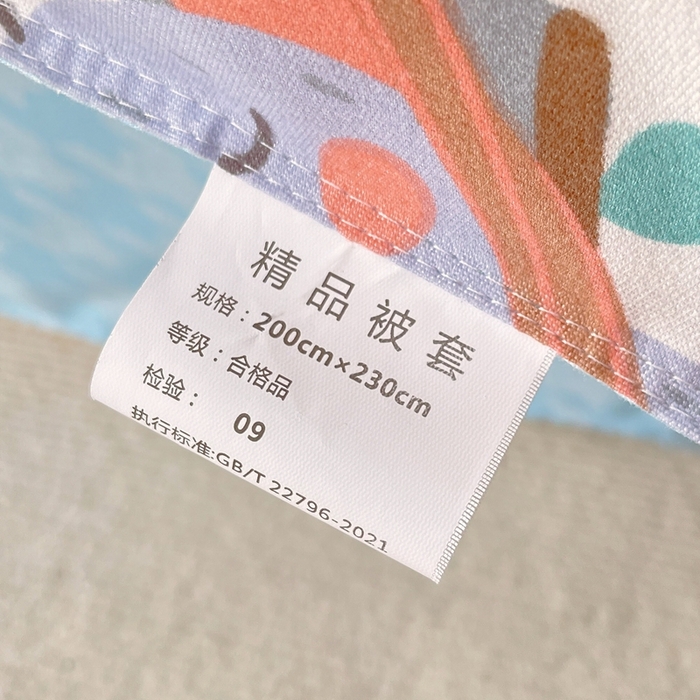 精品被套
规格：200cm×230cm
等级：合格品
检验： 09
执行标准:GB/T 22796-2021